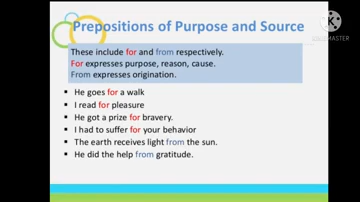 Prepositions of Purpose and Source
These include for and from respectively.
For expresses purpose, reason, cause.
From expresses origination.
He goes for a walk
I read for pleasure
He got a prize for bravery.
I had to suffer for your behavior
The earth receives light from the sun.
He did the help from gratitude.
KINEMASTER